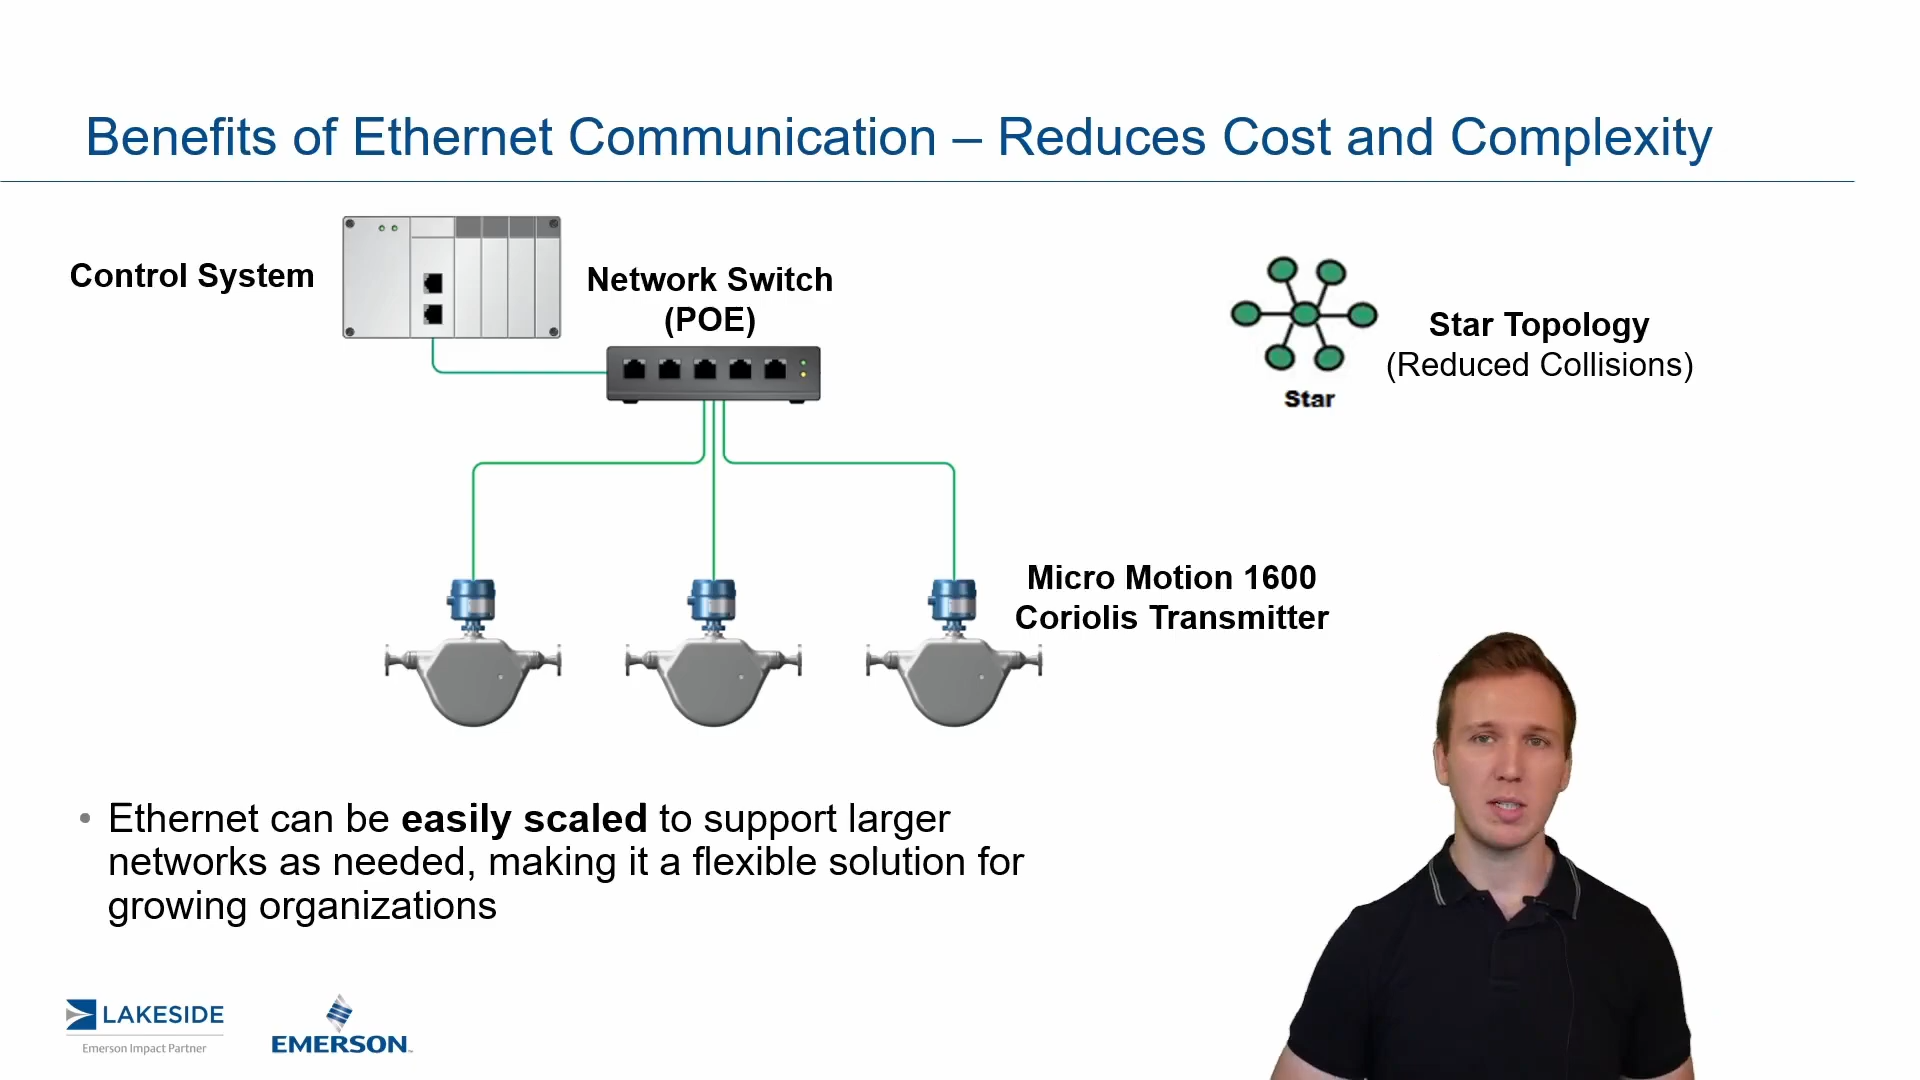 Benefits of Ethernet Communication – Reduces Cost and Complexity
Control System
Network Switch
(POE)
Star Topology
(Reduced Collisions)
Star
Micro Motion 1600
Coriolis Transmitter
• Ethernet can be easily scaled to support larger
networks as needed, making it a flexible solution for
growing organizations
LAKESIDE
Emerson Impact Partner
EMERSON™